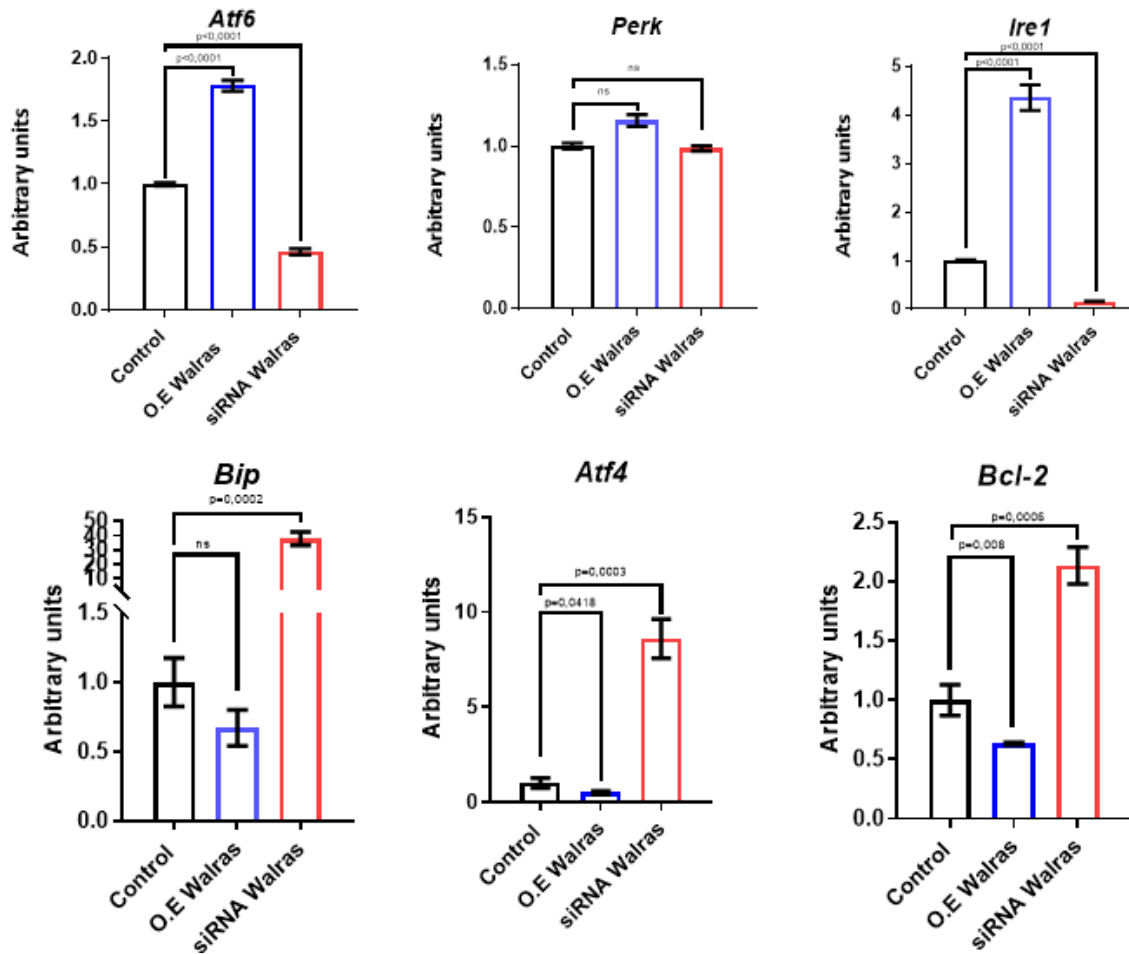 Atf6
p<0,0001
p<0,0001
Arbitrary units
2.0
1.5
1.0
0.5
0.0
Control
O.E Walras
siRNA Walras
Perk
ns
ns
Arbitrary units
1.5
1.0
0.5
0.0
Control
O.E Walras
siRNA Walras
Ire1
p<0,0001
p<0,0001
Arbitrary units
5
4
3
2
1
0
Control
O.E Walras
siRNA Walras
Bip
p=0,0002
ns
Arbitrary units
50
40
30
20
10
1.5
1.0
0.5
0.0
Control
O.E Walras
siRNA Walras
Atf4
p=0,0003
p=0,0418
Arbitrary units
15
10
5
0
Control
O.E Walras
siRNA Walras
Bcl-2
p=0,0006
p=0,008
Arbitrary units
2.5
2.0
1.5
1.0
0.5
0.0
Control
O.E Walras
siRNA Walras